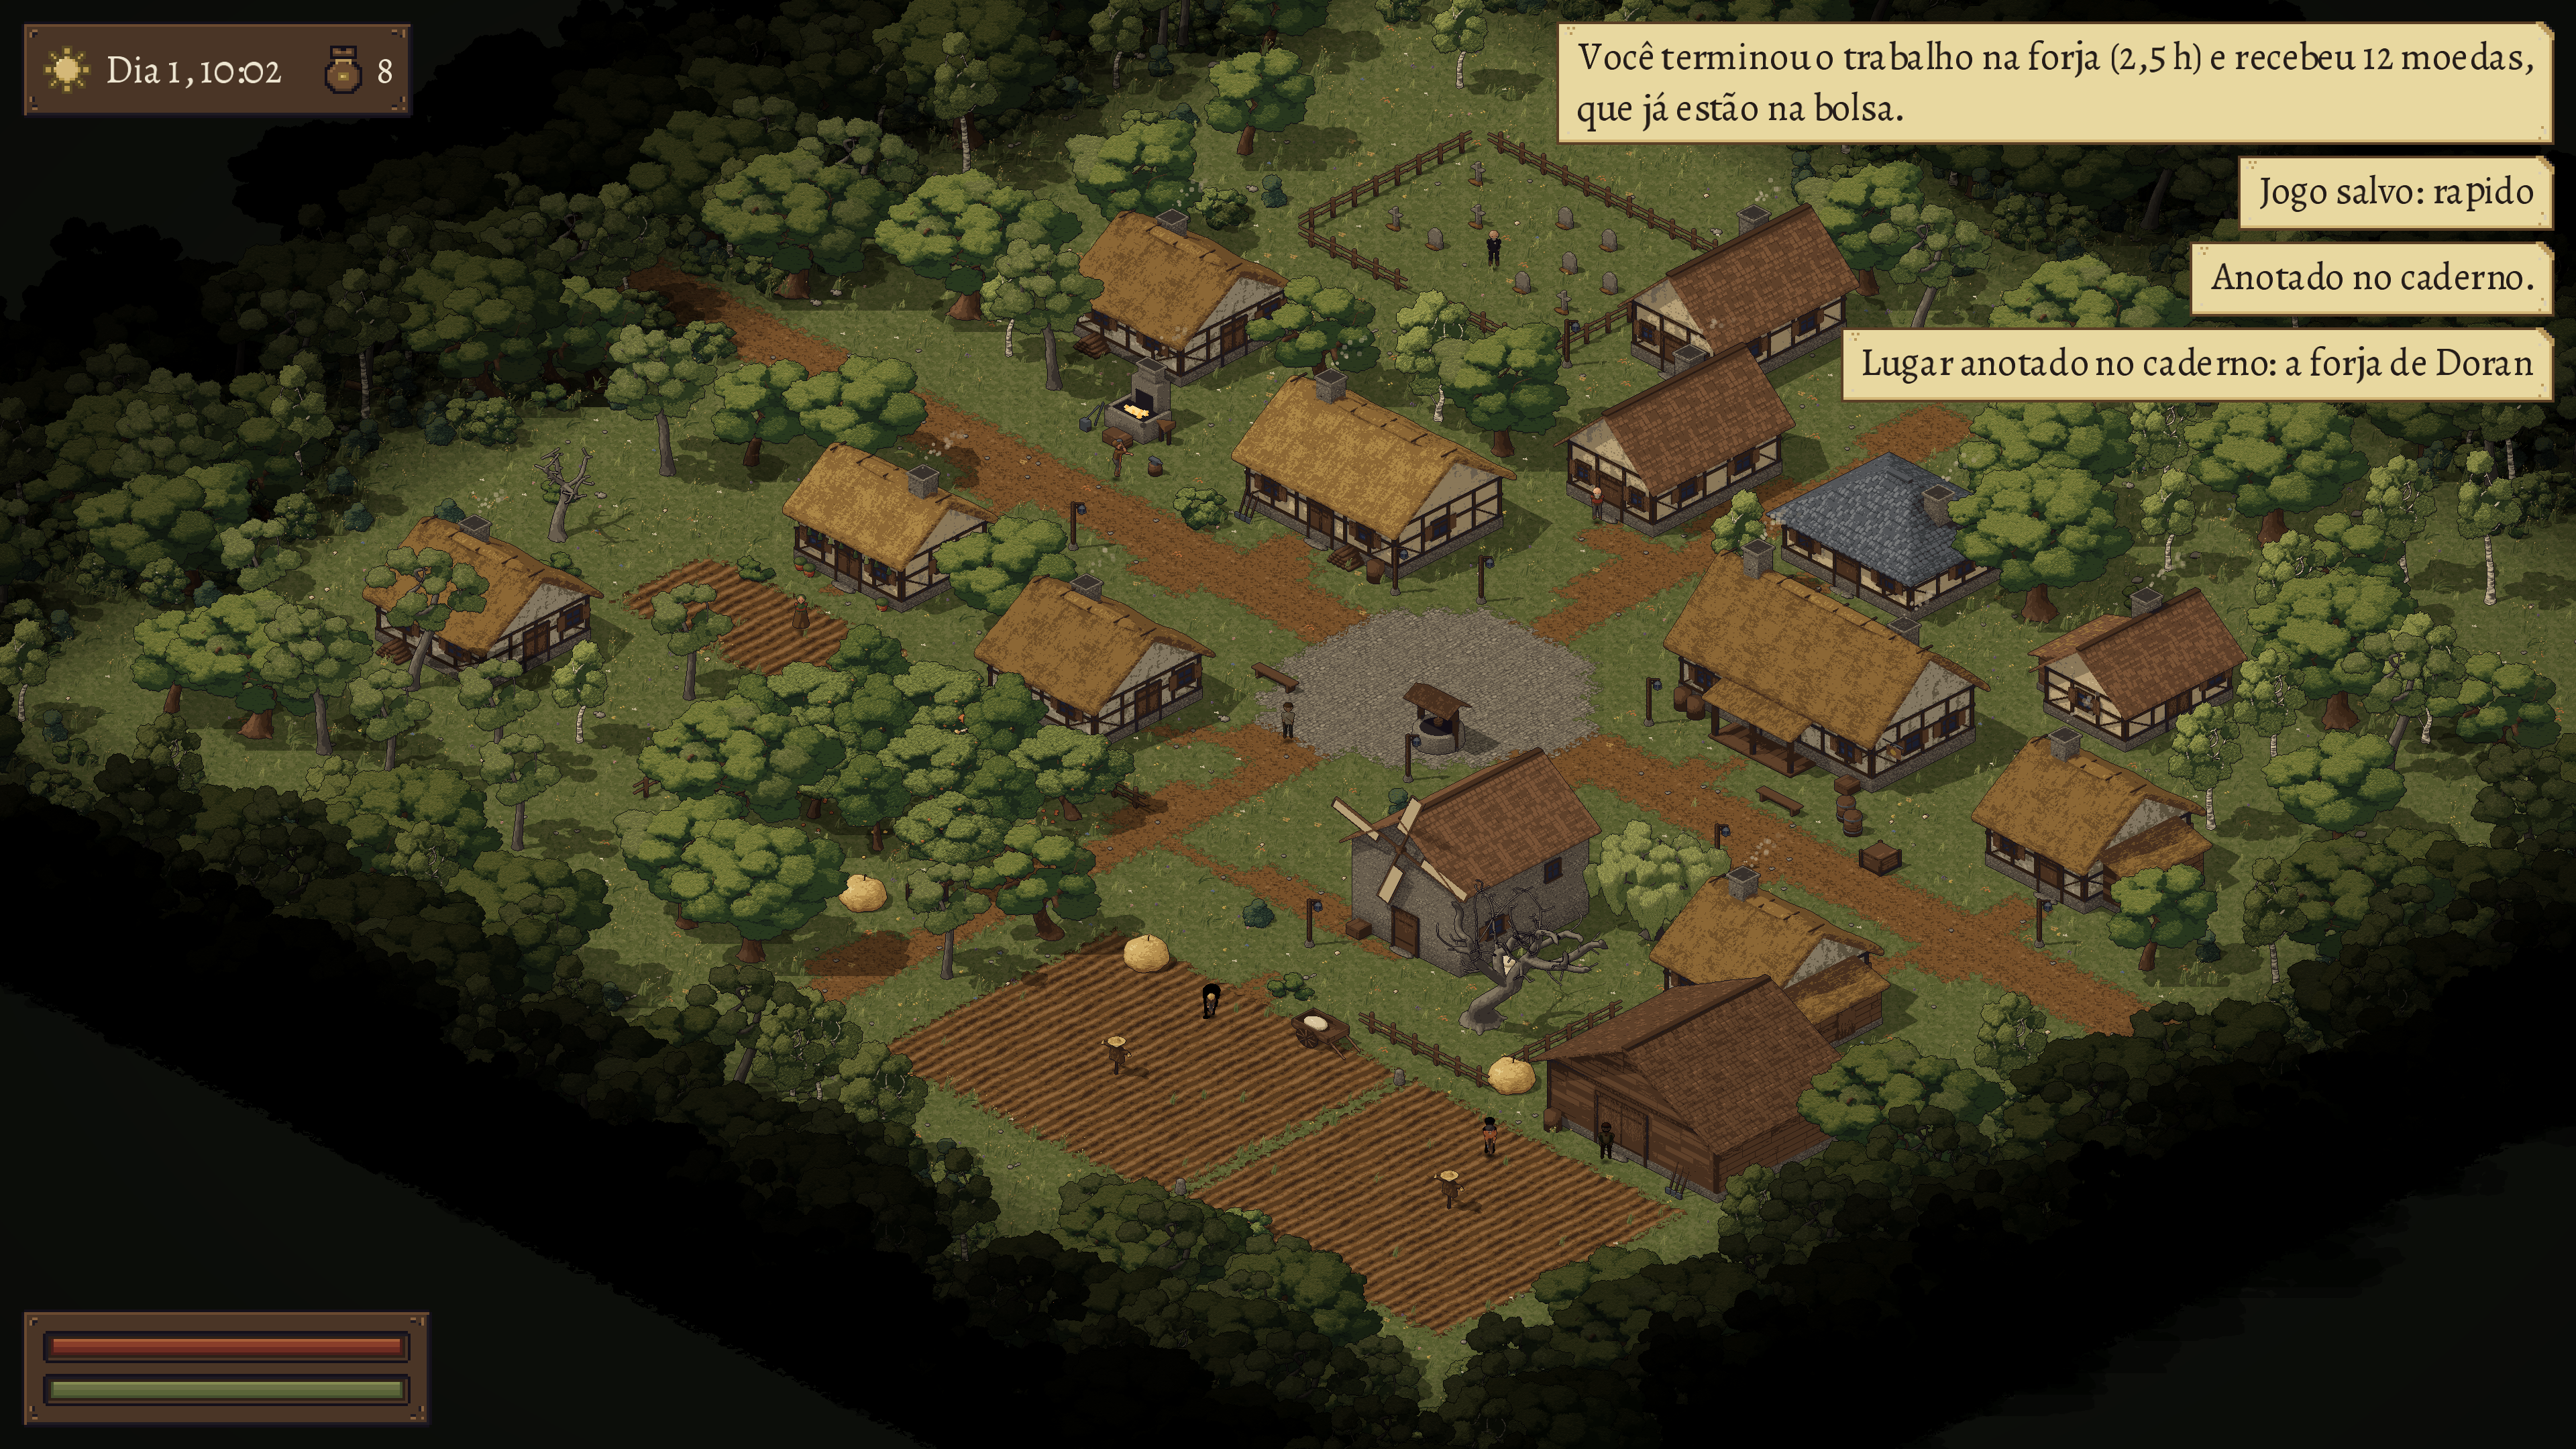 Dia 1, 10:02
8
Você terminou o trabalho na forja (2,5 h) e recebeu 12 moedas,
que já estão na bolsa.
Jogo salvo: rapido
Anotado no caderno.
Lugar anotado no caderno: a forja de Doran